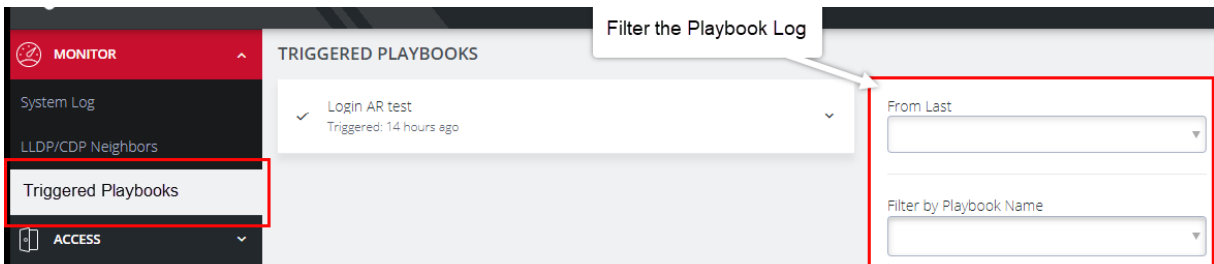 Filter the Playbook Log
MONITOR
TRIGGERED PLAYBOOKS
System Log
Login AR test
Triggered: 14 hours ago
From Last
LLDP/CDP Neighbors
Triggered Playbooks
Filter by Playbook Name
ACCESS